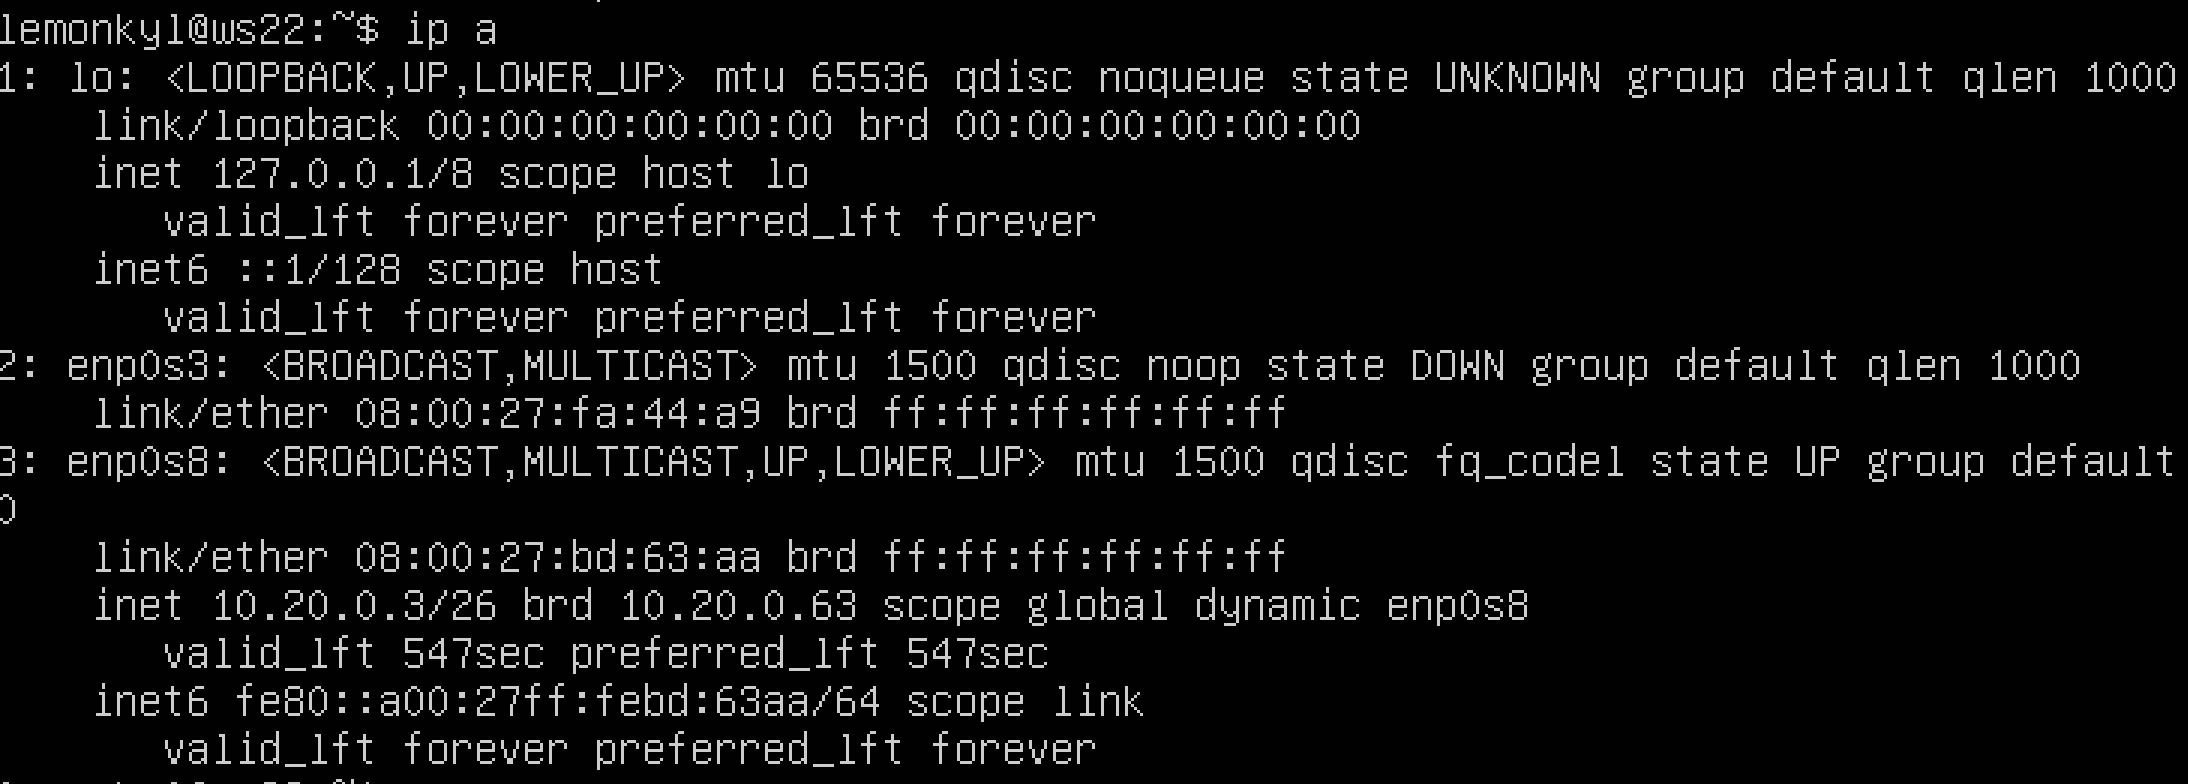 lemonkyl@ws22:~$ ip a
1: lo: <LOOPBACK,UP,LOWER_UP> mtu 65536 qdisc noqueue state UNKNOWN group default qlen 1000
    link/loopback 00:00:00:00:00:00 brd 00:00:00:00:00:00
    inet 127.0.0.1/8 scope host lo
       valid_lft forever preferred_lft forever
    inet6 ::1/128 scope host
       valid_lft forever preferred_lft forever
2: enp0s3: <BROADCAST,MULTICAST> mtu 1500 qdisc noop state DOWN group default qlen 1000
    link/ether 08:00:27:fa:44:a9 brd ff:ff:ff:ff:ff:ff
3: enp0s8: <BROADCAST,MULTICAST,UP,LOWER_UP> mtu 1500 qdisc fq_codel state UP group default
0
    link/ether 08:00:27:bd:63:aa brd ff:ff:ff:ff:ff:ff
    inet 10.20.0.3/26 brd 10.20.0.63 scope global dynamic enp0s8
       valid_lft 547sec preferred_lft 547sec
    inet6 fe80::a00:27ff:febd:63aa/64 scope link
       valid_lft forever preferred_lft forever